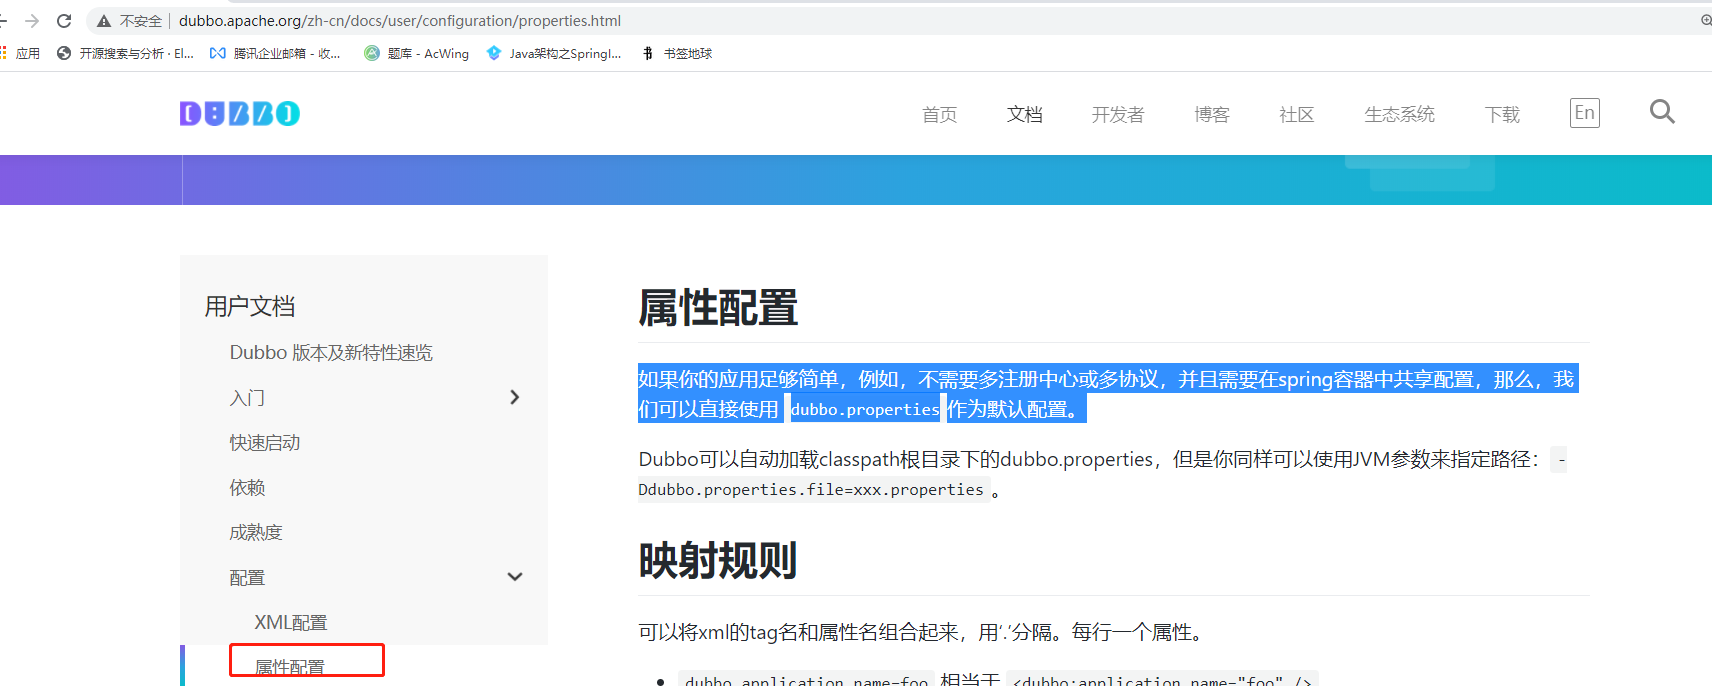 不安全 dubbo.apache.org/zh-cn/docs/user/configuration/properties.html
应用 开源搜索与分析 · El... 腾讯企业邮箱 - 收... 题库 - AcWing Java架构之SpringI... 书签地球
DUBBO 首页 文档 开发者 博客 社区 生态系统 下载 En
用户文档
Dubbo 版本及新特性速览
入门
快速启动
依赖
成熟度
配置
XML配置
属性配置
属性配置
如果你的应用足够简单，例如，不需要多注册中心或多协议，并且需要在spring容器中共享配置，那么，我
们可以直接使用 dubbo.properties 作为默认配置。
Dubbo可以自动加载classpath根目录下的dubbo.properties，但是你同样可以使用JVM参数来指定路径： -
Ddubbo.properties.file=xxx.properties 。
映射规则
可以将xml的tag名和属性名组合起来，用‘.’分隔。每行一个属性。
• dubbo.application.name=foo 相当于 <dubbo:application name="foo" />